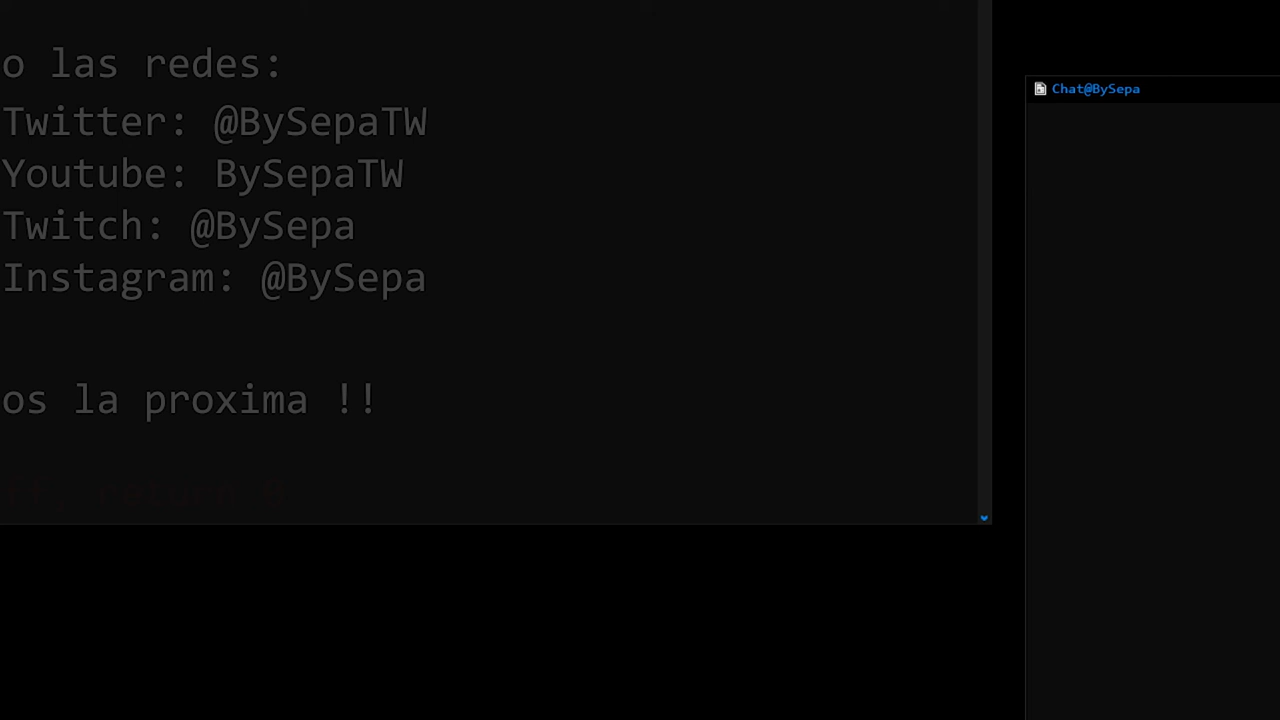 o las redes:
Twitter: @BySepaTW
Youtube: BySepaTW
Twitch: @BySepa
Instagram: @BySepa
os la proxima !!
Chat@BySepa